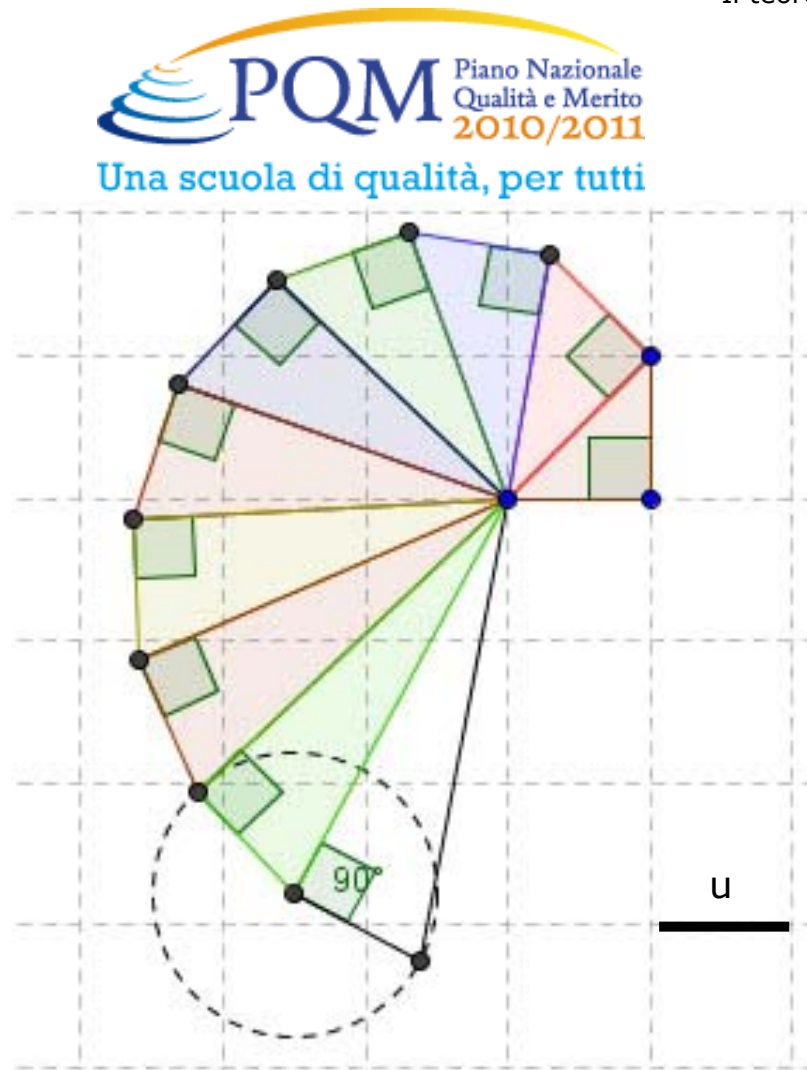 PQM
Piano Nazionale
Qualità e Merito
2010/2011
Una scuola di qualità, per tutti
90°
u